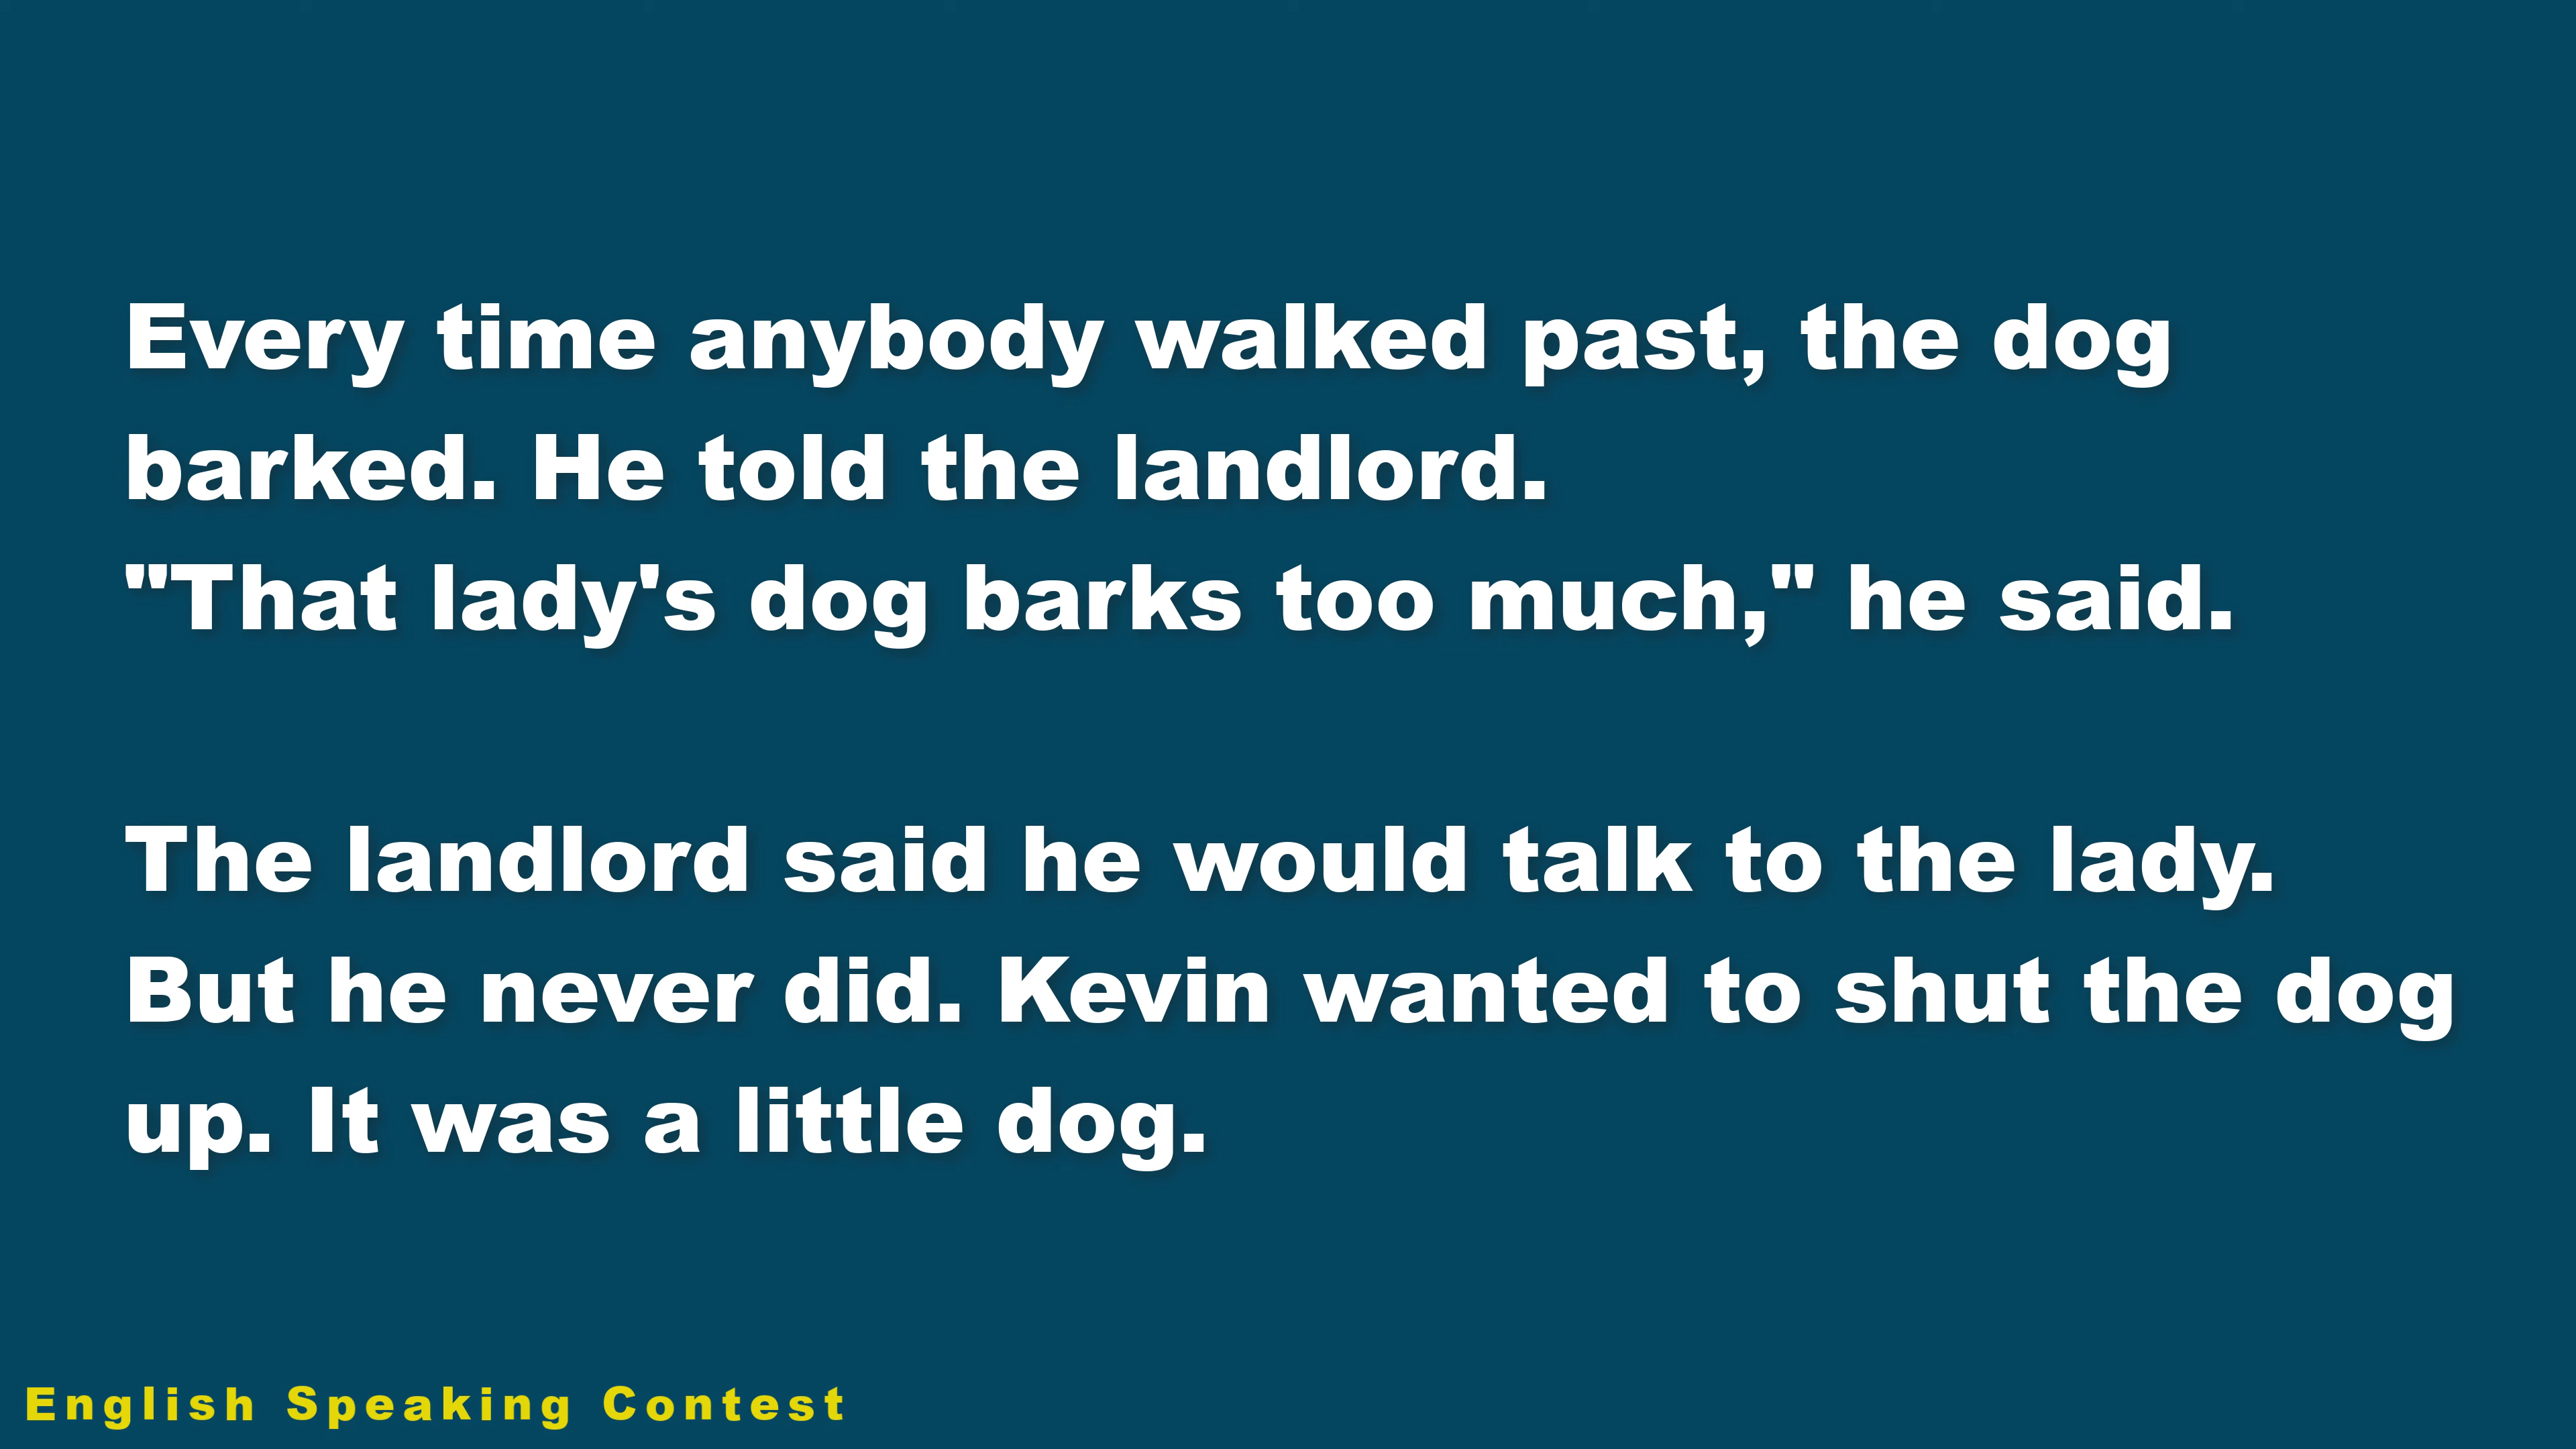 Every time anybody walked past, the dog
barked. He told the landlord.
"That lady's dog barks too much," he said.
The landlord said he would talk to the lady.
But he never did. Kevin wanted to shut the dog
up. It was a little dog.
English Speaking Contest